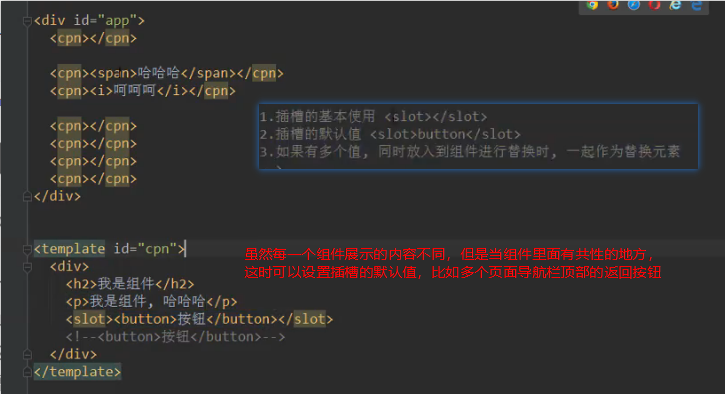 <div id="app">
<cpn></cpn>
<cpn><span>哈哈哈</span></cpn>
<cpn><i>呵呵呵</i></cpn>
<cpn></cpn>
<cpn></cpn>
<cpn></cpn>
<cpn></cpn>
</div>
1.插槽的基本使用 <slot></slot>
2.插槽的默认值 <slot>button</slot>
3.如果有多个值, 同时放入到组件进行替换时, 一起作为替换元素
<template id="cpn">
<div>
<h2>我是组件</h2>
<p>我是组件, 哈哈哈</p>
<slot><button>按钮</button></slot>
<!--<button>按钮</button>-->
</div>
</template>
虽然每一个组件展示的内容不同，但是当组件里面有共性的地方，
这时可以设置插槽的默认值，比如多个页面导航栏顶部的返回按钮